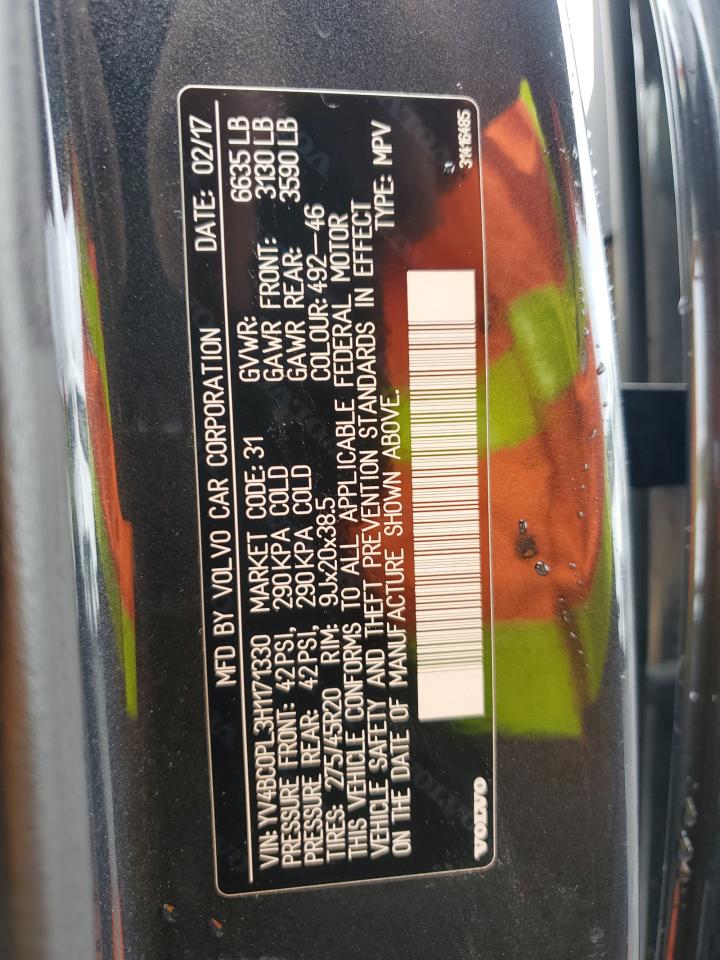 MFD BY VOLVO CAR CORPORATION DATE: 02/17
VIN: YV4BC0PL3H1171330 MARKET CODE: 31 GVWR: 6635 LB
PRESSURE FRONT: 42PSI, 290KPA COLD GAWR FRONT: 3130 LB
PRESSURE REAR: 42PSI, 290KPA COLD GAWR REAR: 3590 LB
TIRES: 275/45R20 RIM: 9Jx20x38.5 COLOUR: 492-46
THIS VEHICLE CONFORMS TO ALL APPLICABLE FEDERAL MOTOR
VEHICLE SAFETY AND THEFT PREVENTION STANDARDS IN EFFECT
ON THE DATE OF MANUFACTURE SHOWN ABOVE. TYPE: MPV
VOLVO 31416485